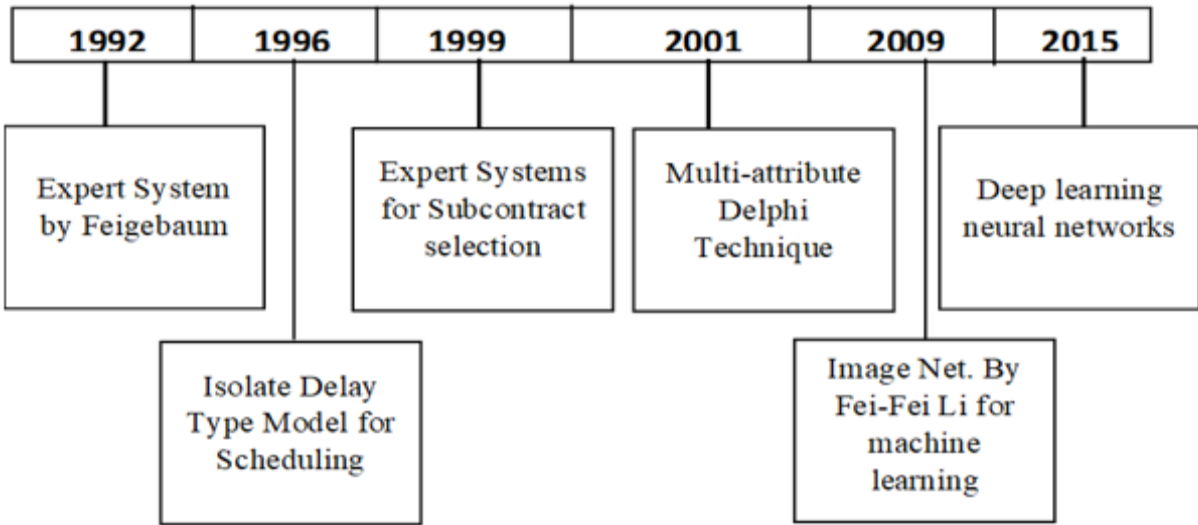 1992 1996 1999 2001 2009 2015
Expert System
by Feigebaum
Isolate Delay
Type Model for
Scheduling
Expert Systems
for Subcontract
selection
Multi-attribute
Delphi
Technique
Image Net. By
Fei-Fei Li for
machine
learning
Deep learning
neural networks